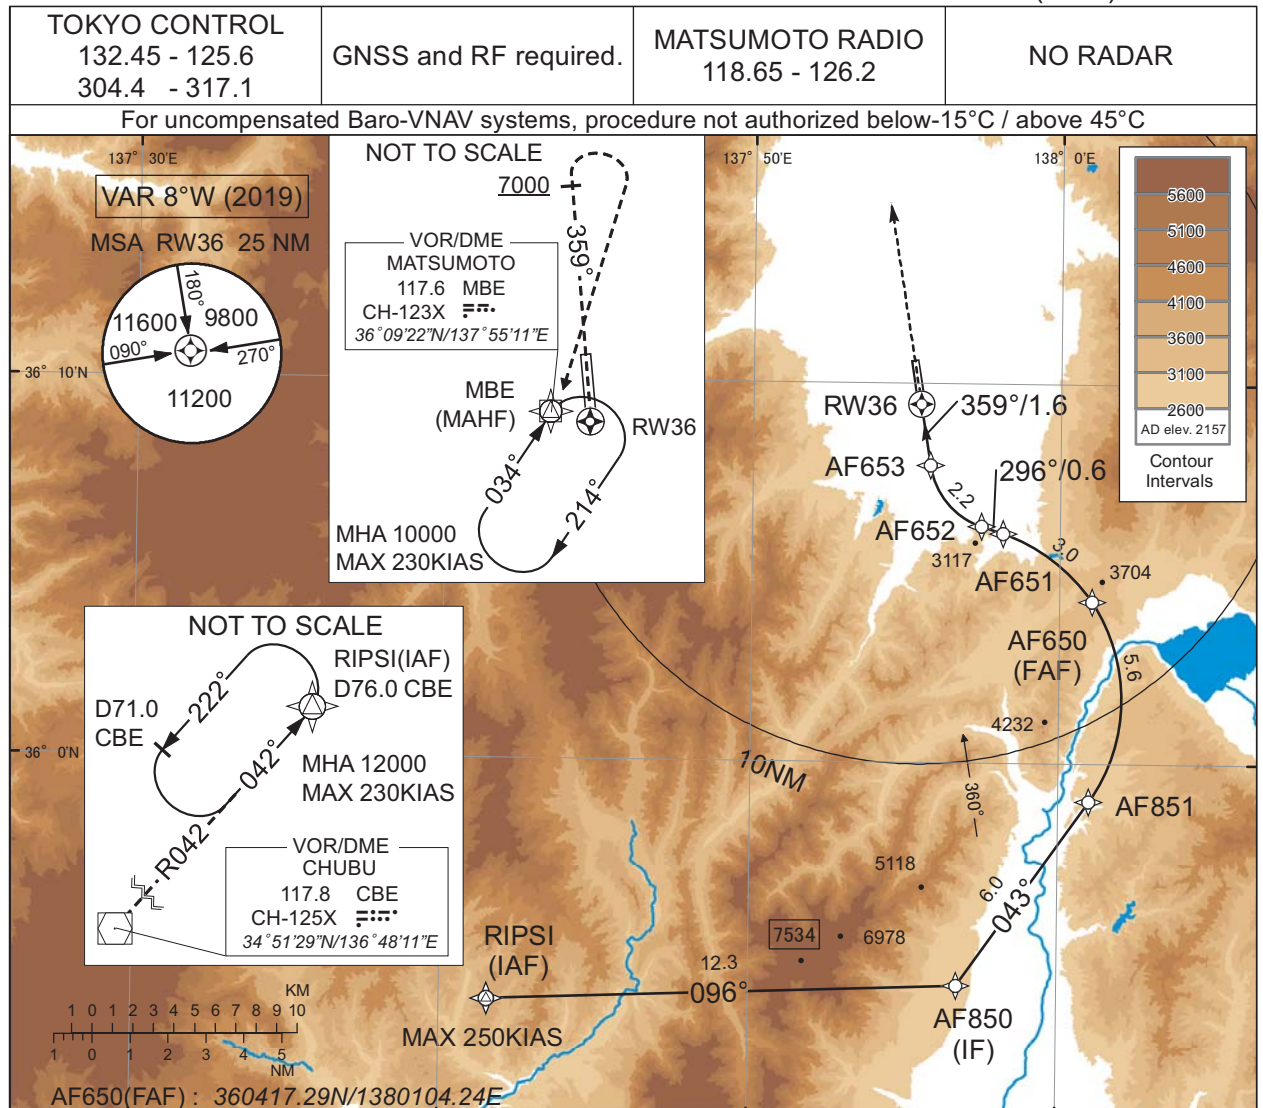 TOKYO CONTROL
132.45 - 125.6
304.4 - 317.1
GNSS and RF required.
MATSUMOTO RADIO
118.65 - 126.2
NO RADAR
For uncompensated Baro-VNAV systems, procedure not authorized below-15°C / above 45°C
137° 30'E
137° 50'E
138° 0'E
VAR 8°W (2019)
MSA RW36 25 NM
180°
11600
9800
090°
270°
11200
36° 10'N
NOT TO SCALE
7000
359°
VOR/DME
MATSUMOTO
117.6 MBE
CH-123X
36°09'22"N/137°55'11"E
MBE
(MAHF)
RW36
034°
214°
MHA 10000
MAX 230KIAS
5600
5100
4600
4100
3600
3100
2600
AD elev. 2157
Contour
Intervals
RW36
359°/1.6
AF653
296°/0.6
2.2
AF652
3117
3.0
AF651
3704
AF650
(FAF)
5.6
4232
10NM
360°
AF851
5118
6.0
043°
7534
6978
NOT TO SCALE
RIPSI(IAF)
D76.0 CBE
D71.0
CBE
222°
042°
MHA 12000
MAX 230KIAS
R042
VOR/DME
CHUBU
117.8 CBE
CH-125X
34°51'29"N/136°48'11"E
36° 0'N
RIPSI
(IAF)
12.3
096°
MAX 250KIAS
AF850
(IF)
KM
1 0 1 2 3 4 5 6 7 8 9 10
1 0 1 2 3 4 5
NM
AF650(FAF) : 360417.29N/1380104.24E